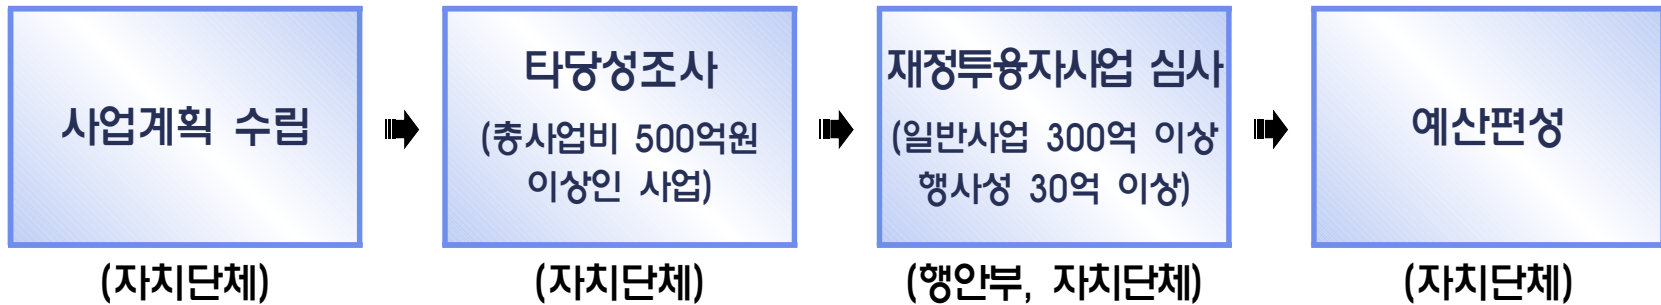 사업계획 수립
(자치단체)
타당성조사
(총사업비 500억원
이상인 사업)
(자치단체)
재정투융자사업 심사
(일반사업 300억 이상
행사성 30억 이상)
(행안부, 자치단체)
예산편성
(자치단체)